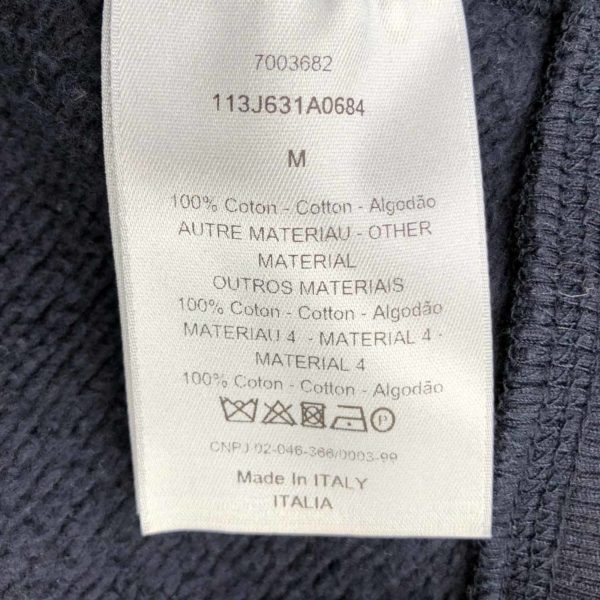 7003682
113J631A0684
M
100% Coton - Cotton - Algodão
AUTRE MATERIAU - OTHER
MATERIAL
OUTROS MATERIAIS
100% Coton - Cotton - Algodão
MATERIAU 4 - MATERIAL 4 -
MATERIAL 4
100% Coton - Cotton - Algodão
P
CNPJ 02-046-366/0003-99
Made In ITALY
ITALIA